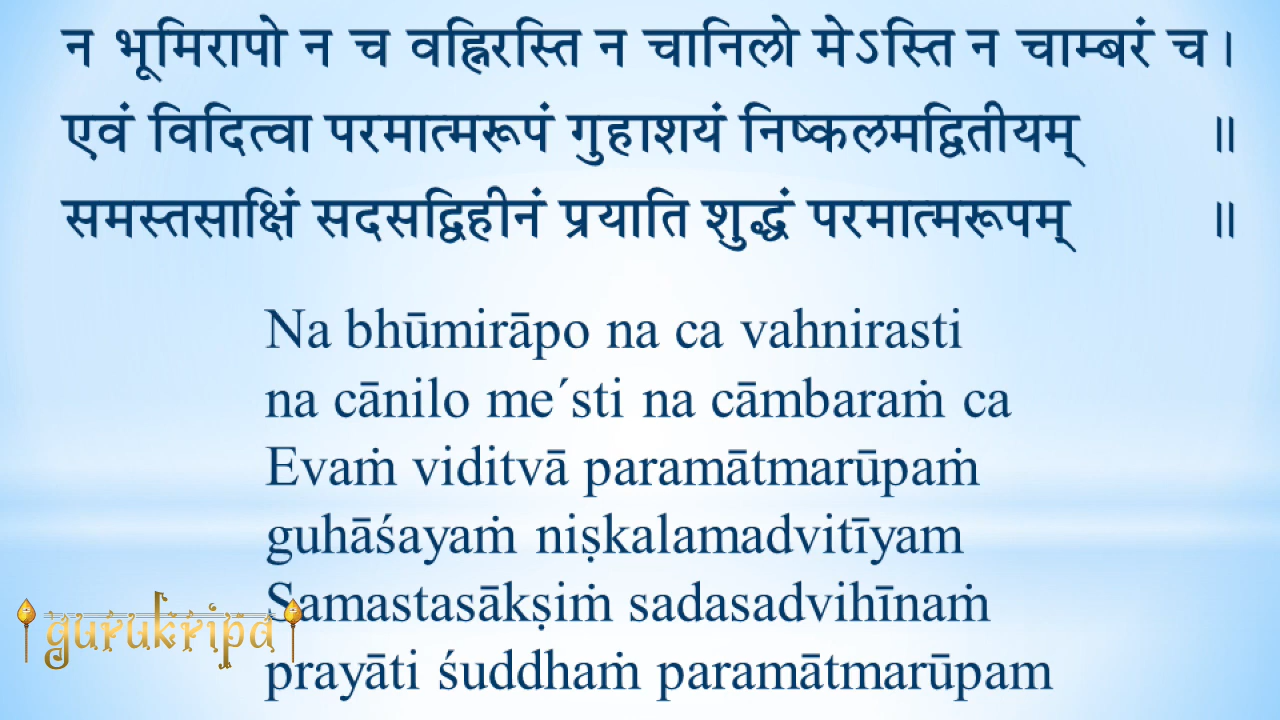 न भूमिरापो न च वह्निरस्ति न चानिलो मेऽस्ति न चाम्बरं च।
एवं विदित्वा परमात्मरूपं गुहाशयं निष्कलमद्वितीयम् ॥
समस्तसाक्षिं सदसद्विहीनं प्रयाति शुद्धं परमात्मरूपम् ॥
Na bhūmirāpo na ca vahnirasti
na cānilo me´sti na cāmbaraṁ ca
Evaṁ viditvā paramātmarūpaṁ
guhāśayaṁ niṣkalamadvitīyam
Samastasākṣiṁ sadasadvihīnaṁ
prayāti śuddhaṁ paramātmarūpam
gurukripa